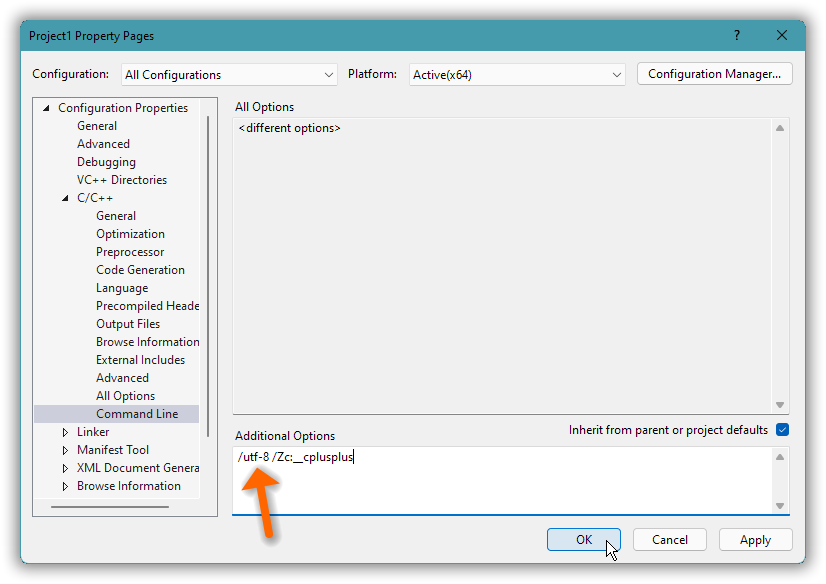 Project1 Property Pages
?
Configuration: All Configurations Platform: Active(x64) Configuration Manager...
Configuration Properties
General
Advanced
Debugging
VC++ Directories
C/C++
General
Optimization
Preprocessor
Code Generation
Language
Precompiled Heade
Output Files
Browse Information
External Includes
Advanced
All Options
Command Line
Linker
Manifest Tool
XML Document Genera
Browse Information
All Options
<different options>
Additional Options Inherit from parent or project defaults
/utf-8 /Zc:__cplusplus
OK Cancel Apply